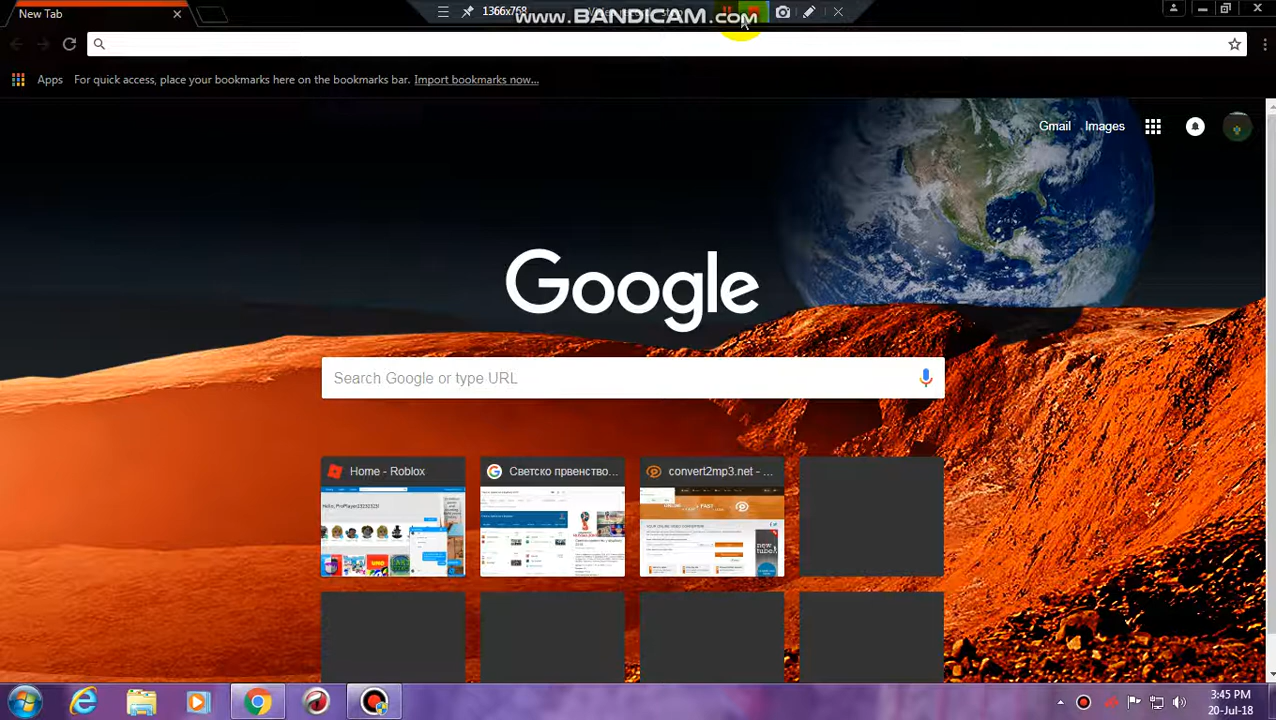 New Tab
1366x768
www.BANDICAM.com
Apps
For quick access, place your bookmarks here on the bookmarks bar. Import bookmarks now...
Gmail
Images
Google
Search Google or type URL
Home - Roblox
Светско првенство...
convert2mp3.net - ...
3:45 PM
20-Jul-18